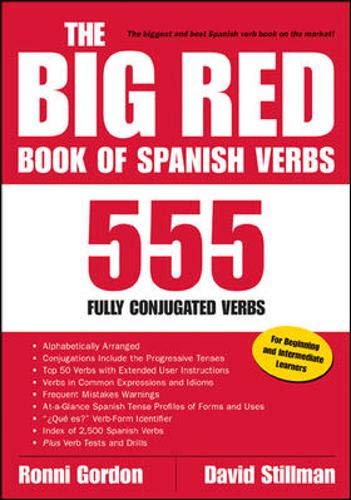 THE
The biggest and best Spanish verb book on the market!
BIG RED
BOOK OF SPANISH VERBS
555
FULLY CONJUGATED VERBS
For Beginning
and Intermediate
Learners
• Alphabetically Arranged
• Conjugations Include the Progressive Tenses
• Top 50 Verbs with Extended User Instructions
• Verbs in Common Expressions and Idioms
• Frequent Mistakes Warnings
• At-a-Glance Spanish Tense Profiles of Forms and Uses
• "¿Qué es?" Verb-Form Identifier
• Index of 2,500 Spanish Verbs
• Plus Verb Tests and Drills
Ronni Gordon
David Stillman